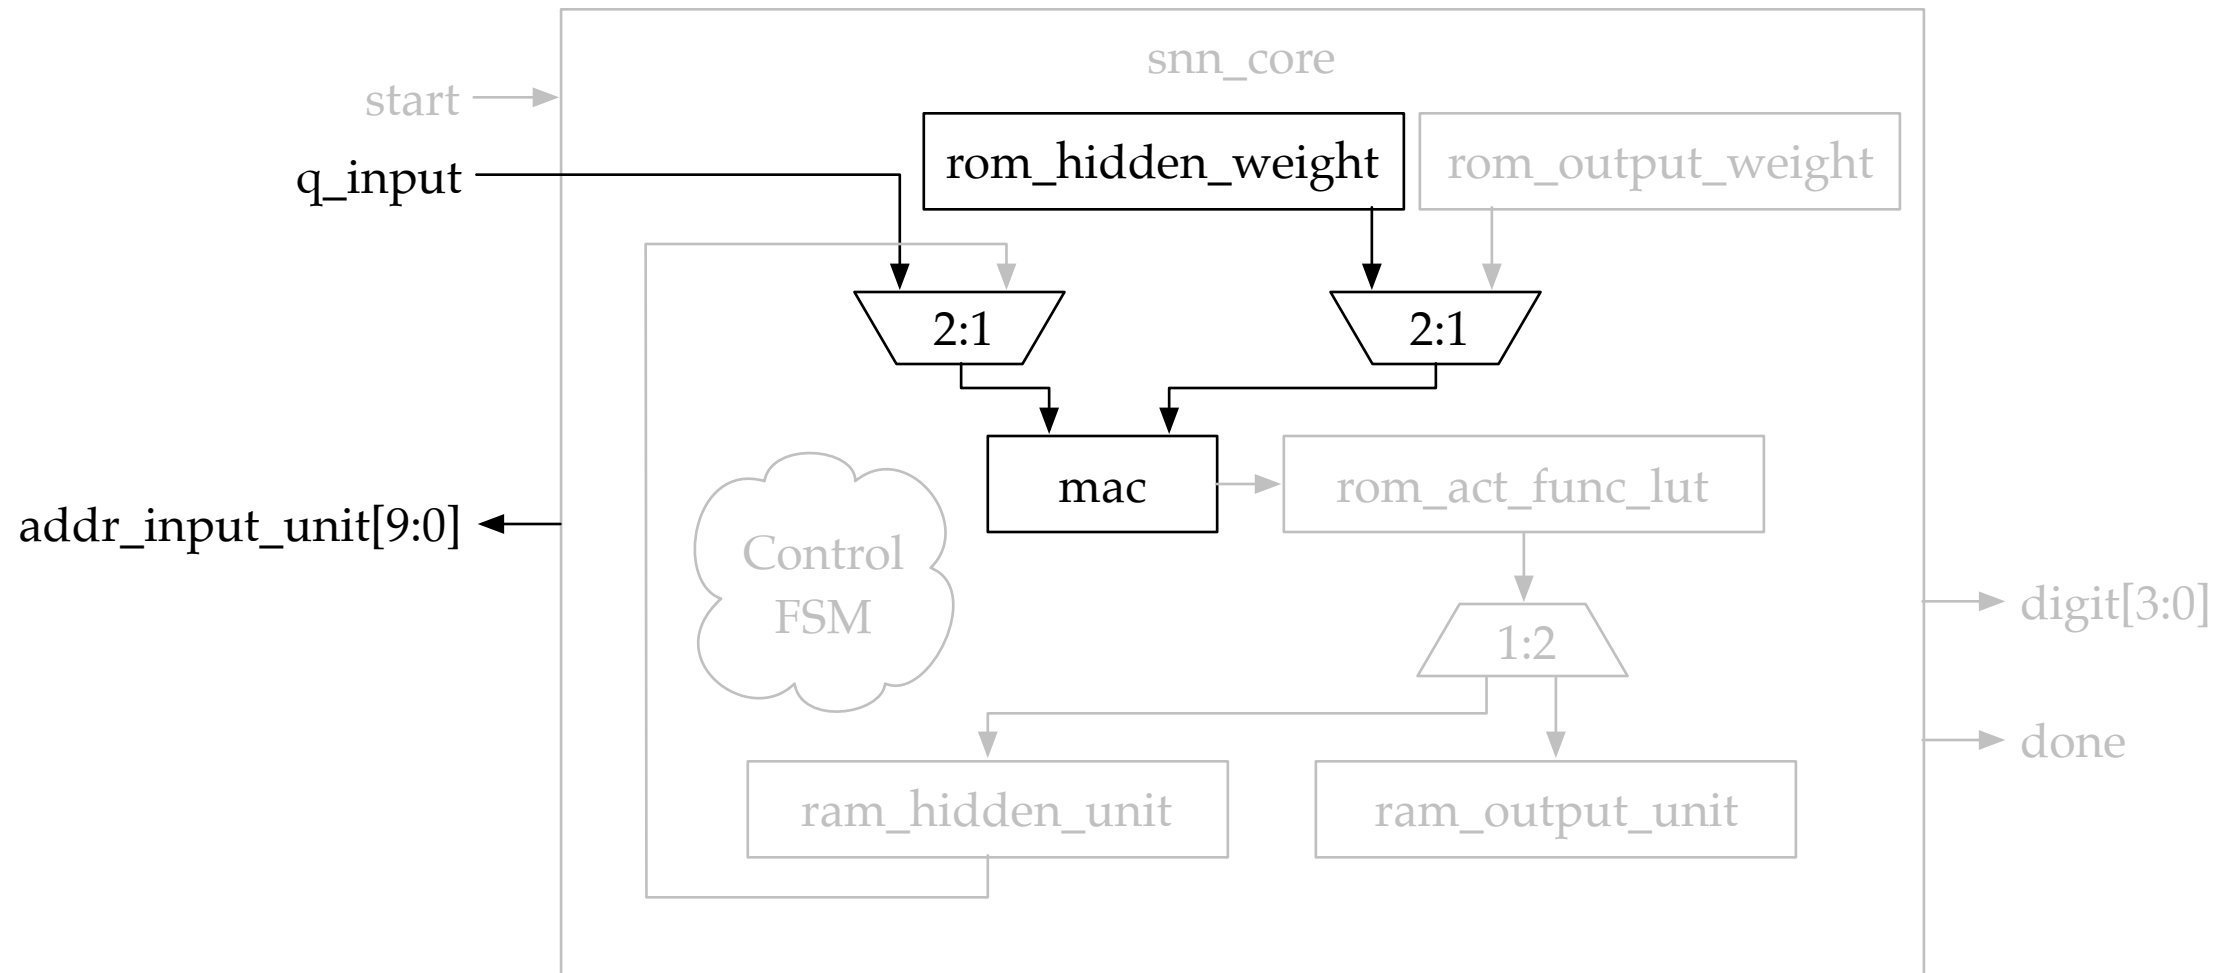 snn_core
start
q_input
rom_hidden_weight
rom_output_weight
2:1
2:1
mac
rom_act_func_lut
addr_input_unit[9:0]
Control
FSM
digit[3:0]
1:2
done
ram_hidden_unit
ram_output_unit